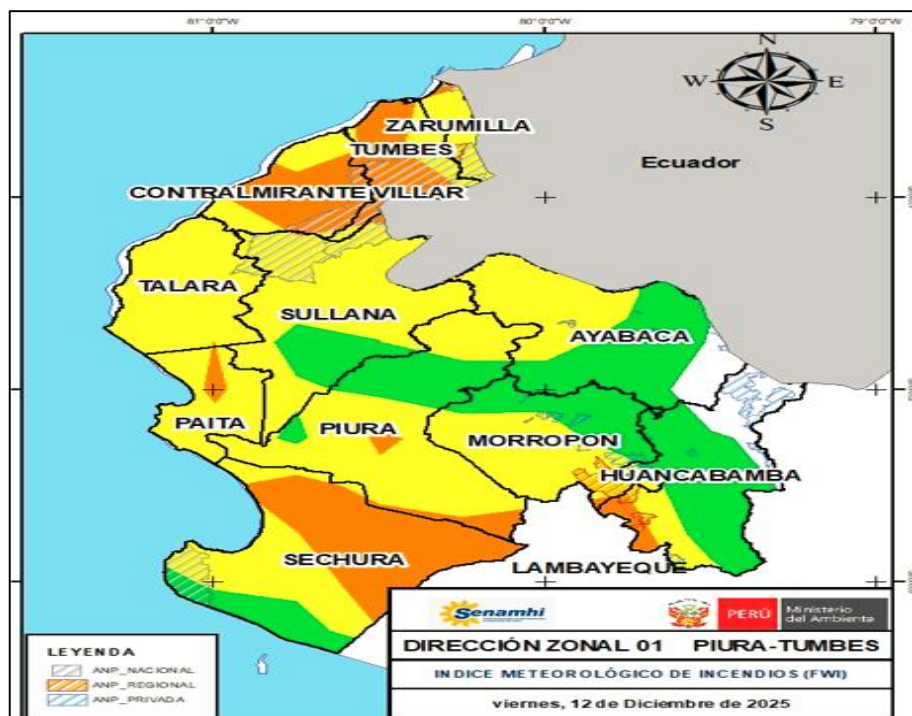 81°0'0"W 80°0'0"W 79°0'0"W
N
W E
S
ZARUMILLA
TUMBES
Ecuador
CONTRALMIRANTE VILLAR
TALARA
SULLANA
AYABACA
PAITA
PIURA
MORROPON
HUANCABAMBA
SECHURA
LAMBAYEQUE
Senamhi
PERÚ
Ministerio
del Ambiente
DIRECCIÓN ZONAL 01 PIURA-TUMBES
INDICE METEOROLÓGICO DE INCENDIOS (FWI)
viernes, 12 de Diciembre de 2025
LEYENDA
ANP_NACIONAL
ANP_REGIONAL
ANP_PRIVADA